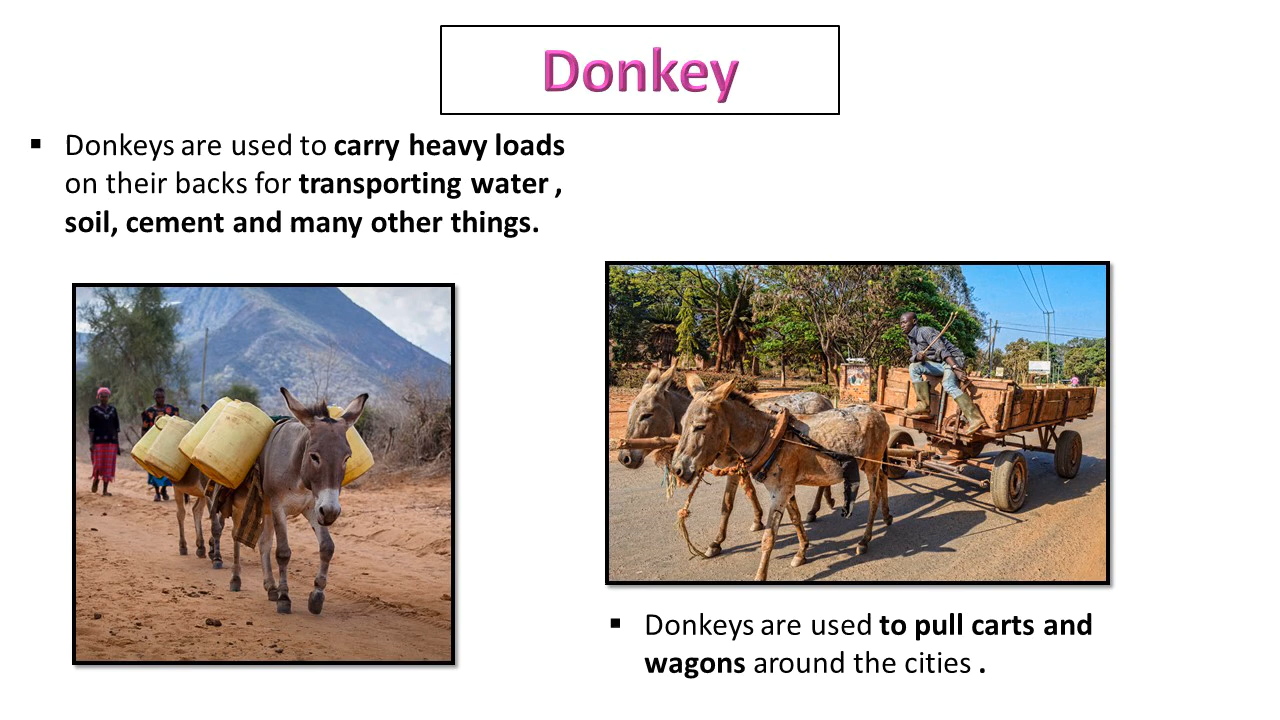 Donkey
▪ Donkeys are used to carry heavy loads
on their backs for transporting water ,
soil, cement and many other things.
▪ Donkeys are used to pull carts and
wagons around the cities .